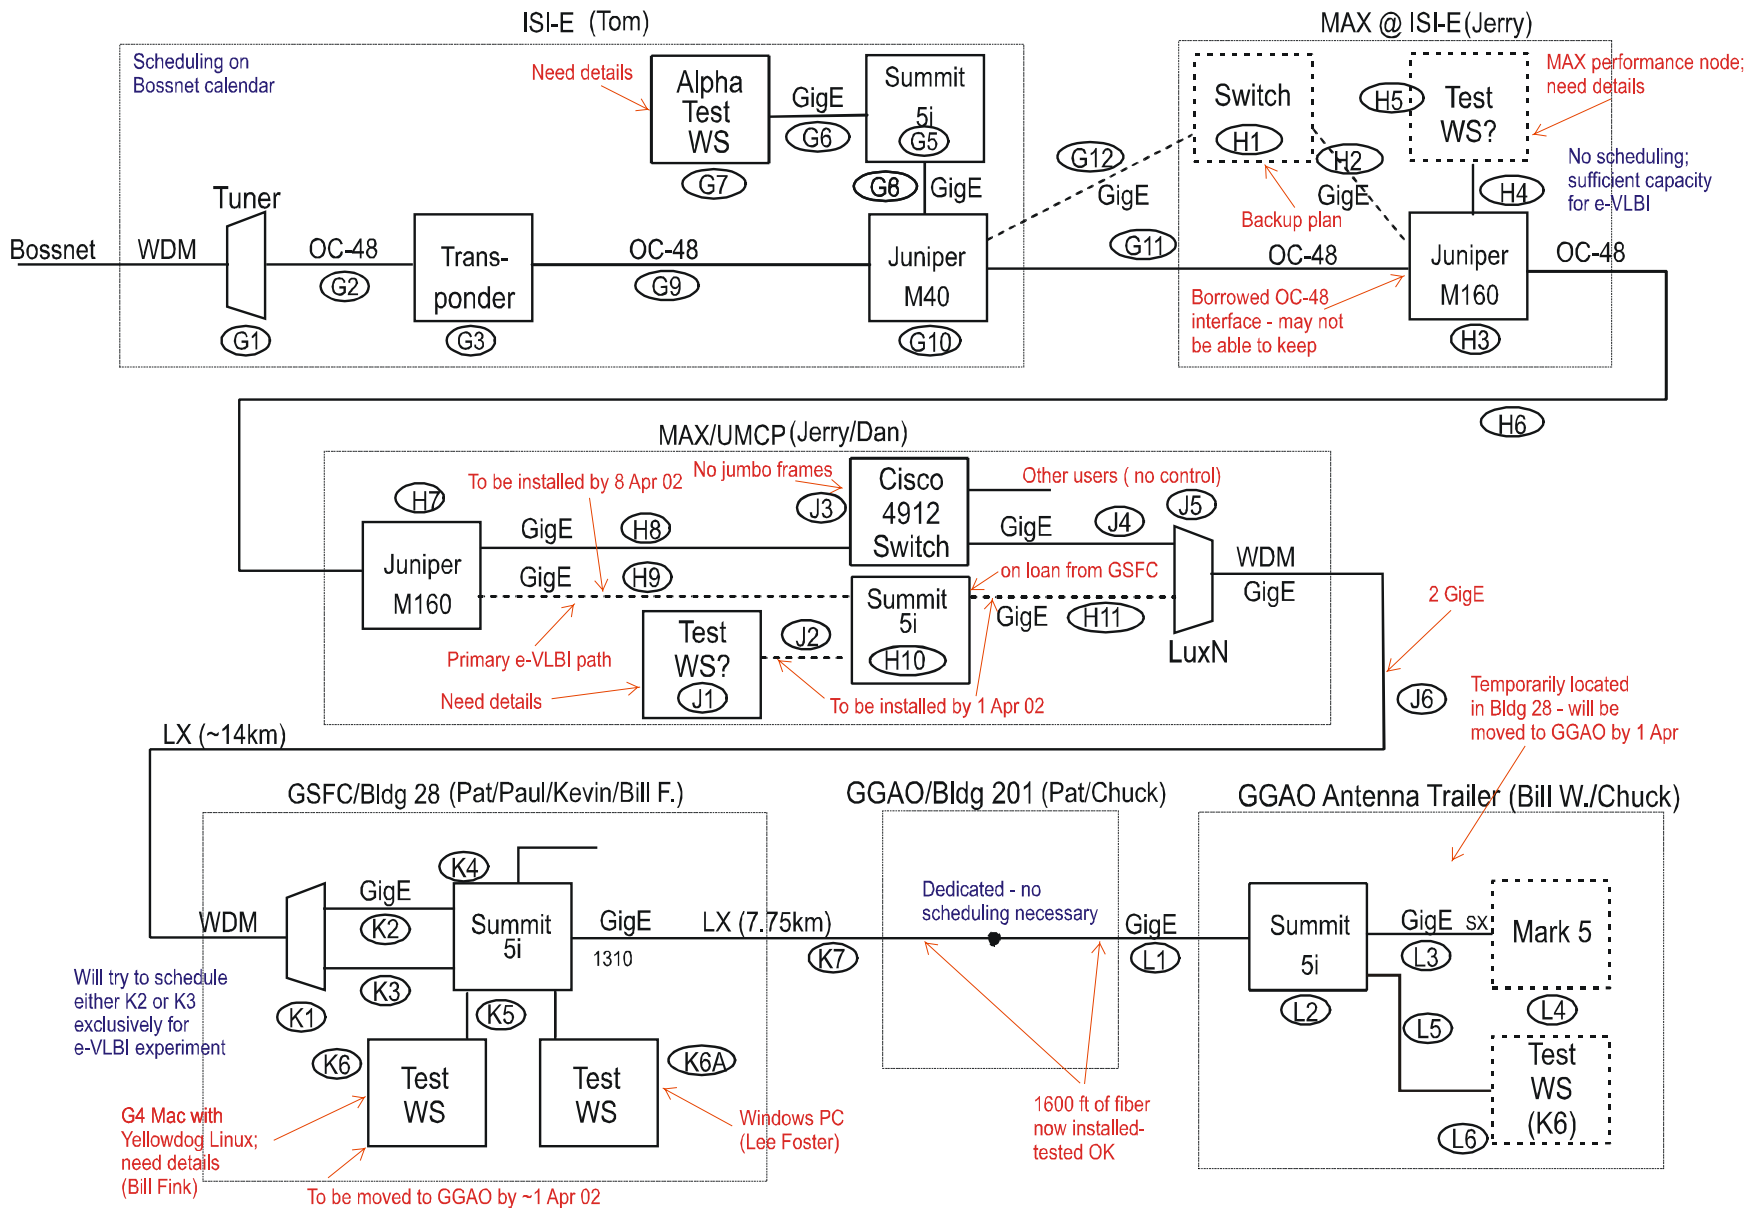 ISI-E (Tom)
MAX @ ISI-E(Jerry)
Scheduling on
Bossnet calendar
Need details
Alpha
Test
WS
G7
GigE
G6
Summit
5i
G5
G8
GigE
G12
GigE
Switch
H1
Backup plan
H2
GigE
H5
Test
WS?
H4
MAX performance node;
need details
No scheduling;
sufficient capacity
for e-VLBI
Bossnet
WDM
Tuner
G1
OC-48
G2
Trans-
ponder
G3
OC-48
G9
Juniper
M40
G10
G11
OC-48
Borrowed OC-48
interface - may not
be able to keep
Juniper
M160
H3
OC-48
H6
MAX/UMCP (Jerry/Dan)
H7
Juniper
M160
To be installed by 8 Apr 02
GigE
H8
GigE
H9
Primary e-VLBI path
No jumbo frames
J3
Cisco
4912
Switch
Other users ( no control)
GigE
J4
J5
on loan from GSFC
Summit
5i
H10
GigE
H11
LuxN
WDM
GigE
2 GigE
J6
Need details
Test
WS?
J1
J2
To be installed by 1 Apr 02
LX (~14km)
Temporarily located
in Bldg 28 - will be
moved to GGAO by 1 Apr
GSFC/Bldg 28 (Pat/Paul/Kevin/Bill F.)
GGAO/Bldg 201 (Pat/Chuck)
GGAO Antenna Trailer (Bill W./Chuck)
WDM
K1
GigE
K2
K3
K4
Summit
5i
K5
GigE
1310
LX (7.75km)
K7
Dedicated - no
scheduling necessary
GigE
L1
Summit
5i
L2
GigE
SX
L3
Mark 5
L4
L5
Test
WS
(K6)
L6
Will try to schedule
either K2 or K3
exclusively for
e-VLBI experiment
K6
Test
WS
Test
WS
K6A
G4 Mac with
Yellowdog Linux;
need details
(Bill Fink)
To be moved to GGAO by ~1 Apr 02
Windows PC
(Lee Foster)
1600 ft of fiber
now installed-
tested OK